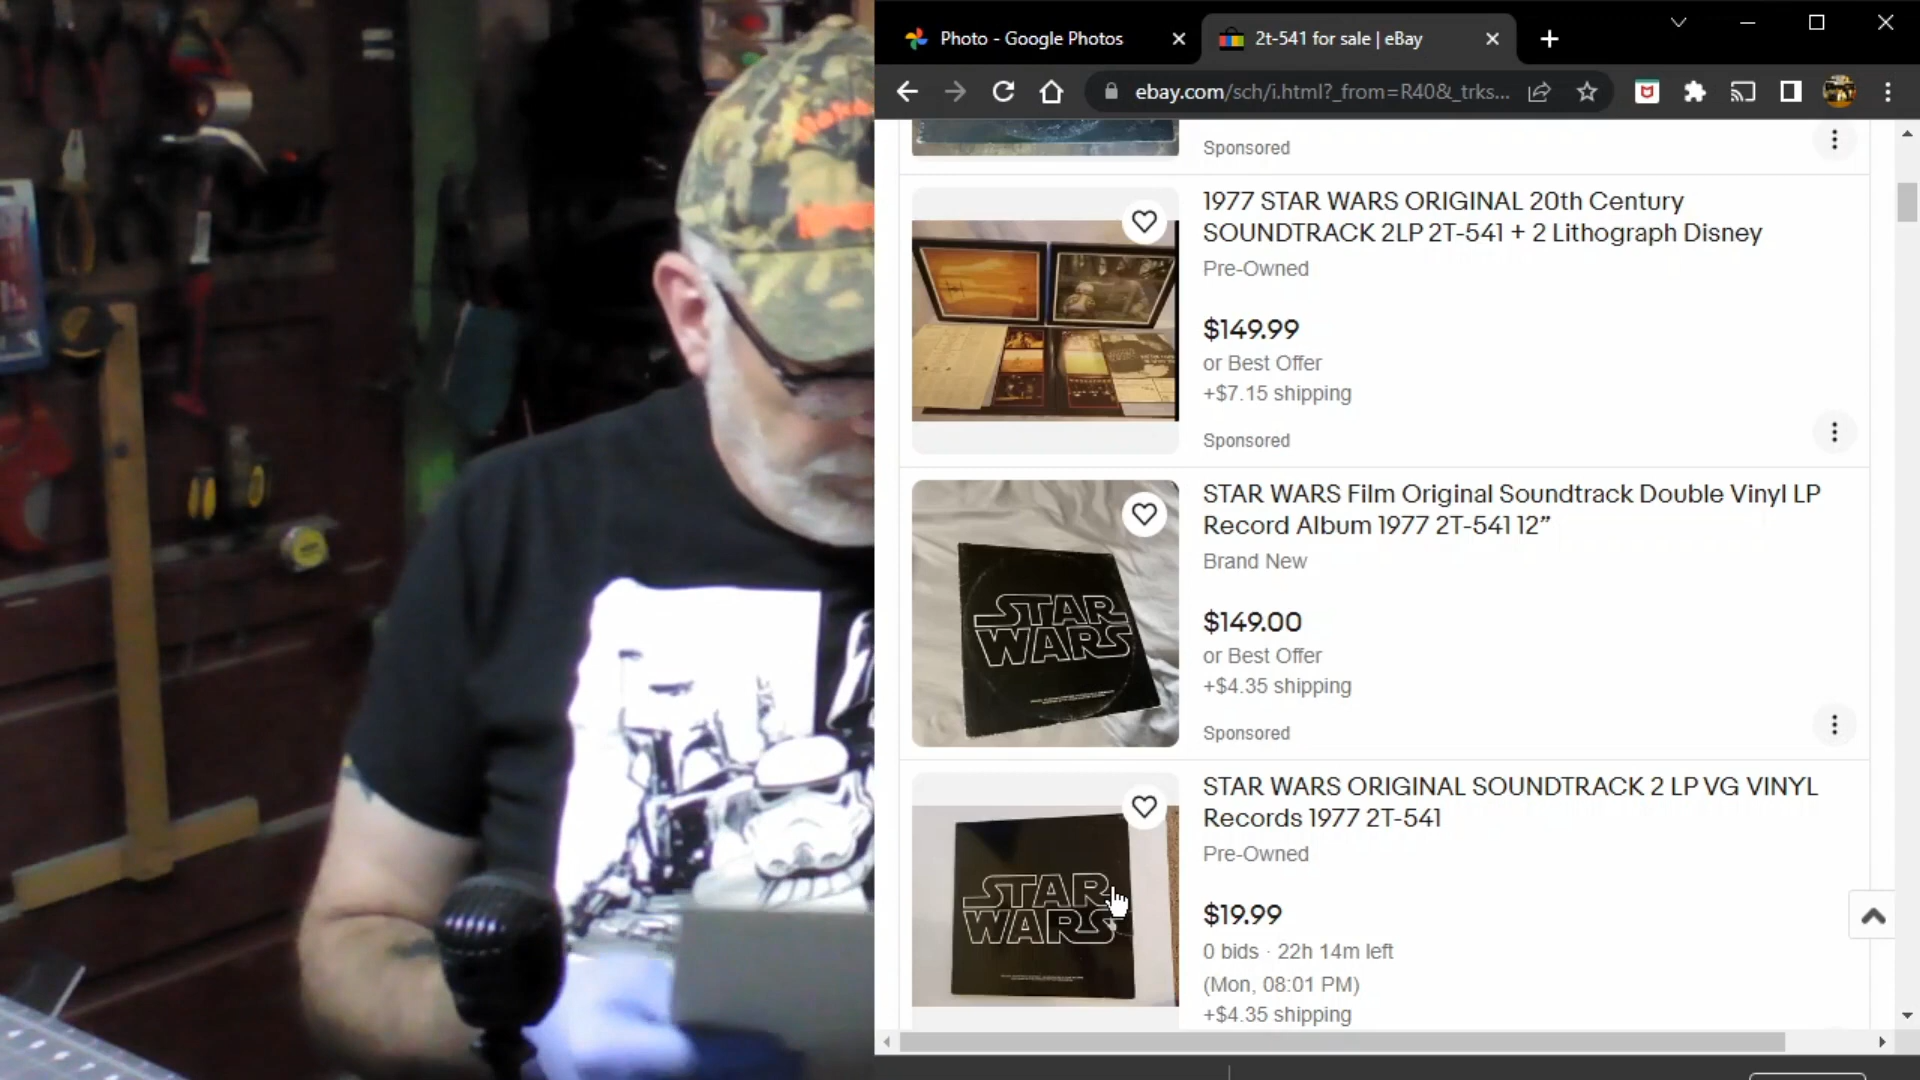 Photo - Google Photos
2t-541 for sale | eBay
ebay.com/sch/i.html?_from=R40&_trks...
Sponsored
1977 STAR WARS ORIGINAL 20th Century
SOUNDTRACK 2LP 2T-541 + 2 Lithograph Disney
Pre-Owned
$149.99
or Best Offer
+$7.15 shipping
Sponsored
STAR WARS Film Original Soundtrack Double Vinyl LP
Record Album 1977 2T-541 12”
Brand New
$149.00
or Best Offer
+$4.35 shipping
Sponsored
STAR
WARS
STAR WARS ORIGINAL SOUNDTRACK 2 LP VG VINYL
Records 1977 2T-541
Pre-Owned
$19.99
0 bids · 22h 14m left
(Mon, 08:01 PM)
+$4.35 shipping
STAR
WARS